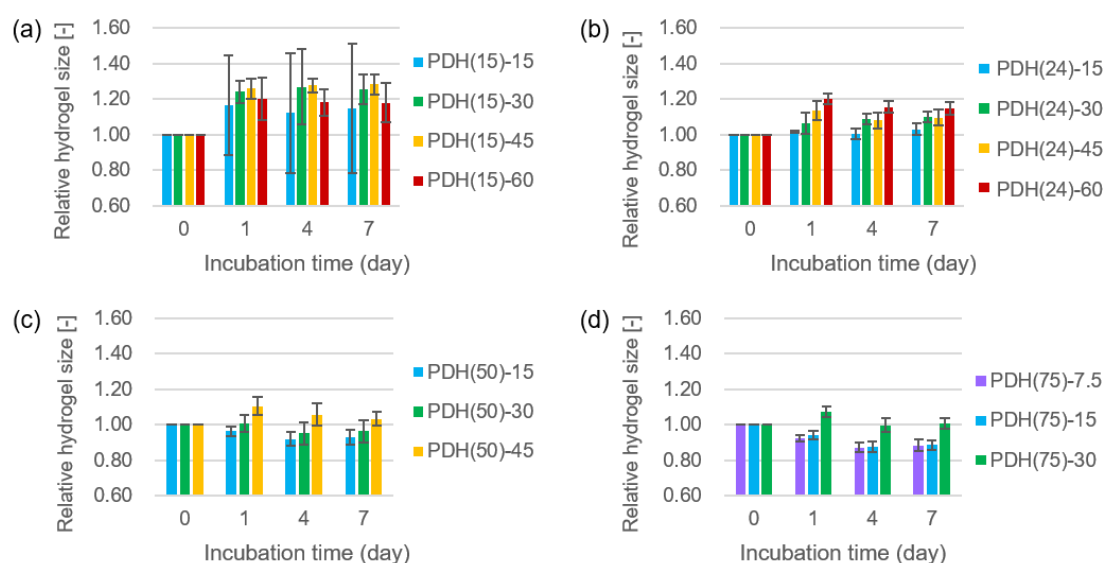 (a)
Relative hydrogel size [-]
1.60
1.40
1.20
1.00
0.80
0.60
0
1
4
7
Incubation time (day)
PDH(15)-15
PDH(15)-30
PDH(15)-45
PDH(15)-60
(b)
Relative hydrogel size [-]
1.60
1.40
1.20
1.00
0.80
0.60
0
1
4
7
Incubation time (day)
PDH(24)-15
PDH(24)-30
PDH(24)-45
PDH(24)-60
(c)
Relative hydrogel size [-]
1.60
1.40
1.20
1.00
0.80
0.60
0
1
4
7
Incubation time (day)
PDH(50)-15
PDH(50)-30
PDH(50)-45
(d)
Relative hydrogel size [-]
1.60
1.40
1.20
1.00
0.80
0.60
0
1
4
7
Incubation time (day)
PDH(75)-7.5
PDH(75)-15
PDH(75)-30